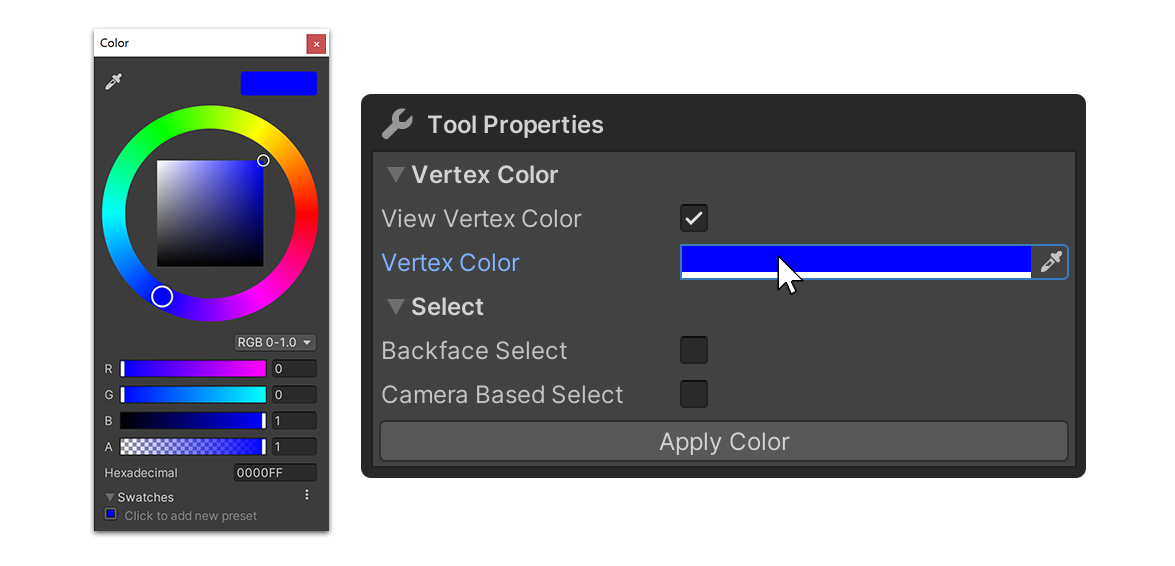 Color
RGB 0-1.0
R 0
G 0
B 1
A 1
Hexadecimal 0000FF
Swatches
Click to add new preset
Tool Properties
Vertex Color
View Vertex Color
Vertex Color
Select
Backface Select
Camera Based Select
Apply Color